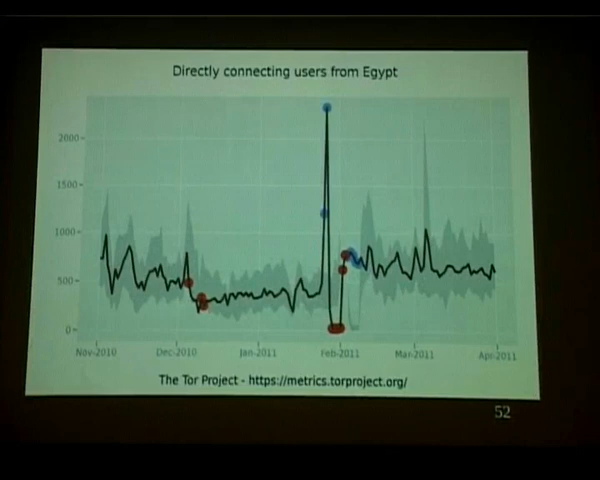 Directly connecting users from Egypt
2000
1500
1000
500
0
Nov-2010 Dec-2010 Jan-2011 Feb-2011 Mar-2011 Apr-2011
The Tor Project - https://metrics.torproject.org/
52